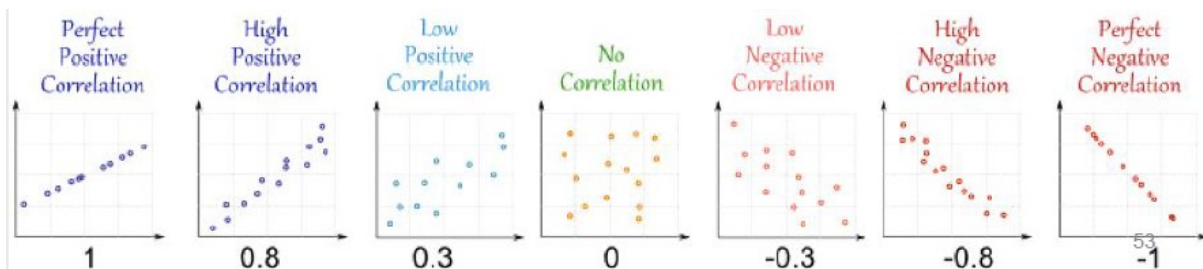 Perfect
Positive
Correlation
High
Positive
Correlation
Low
Positive
Correlation
No
Correlation
Low
Negative
Correlation
High
Negative
Correlation
Perfect
Negative
Correlation
1
0.8
0.3
0
-0.3
-0.8
53
-1